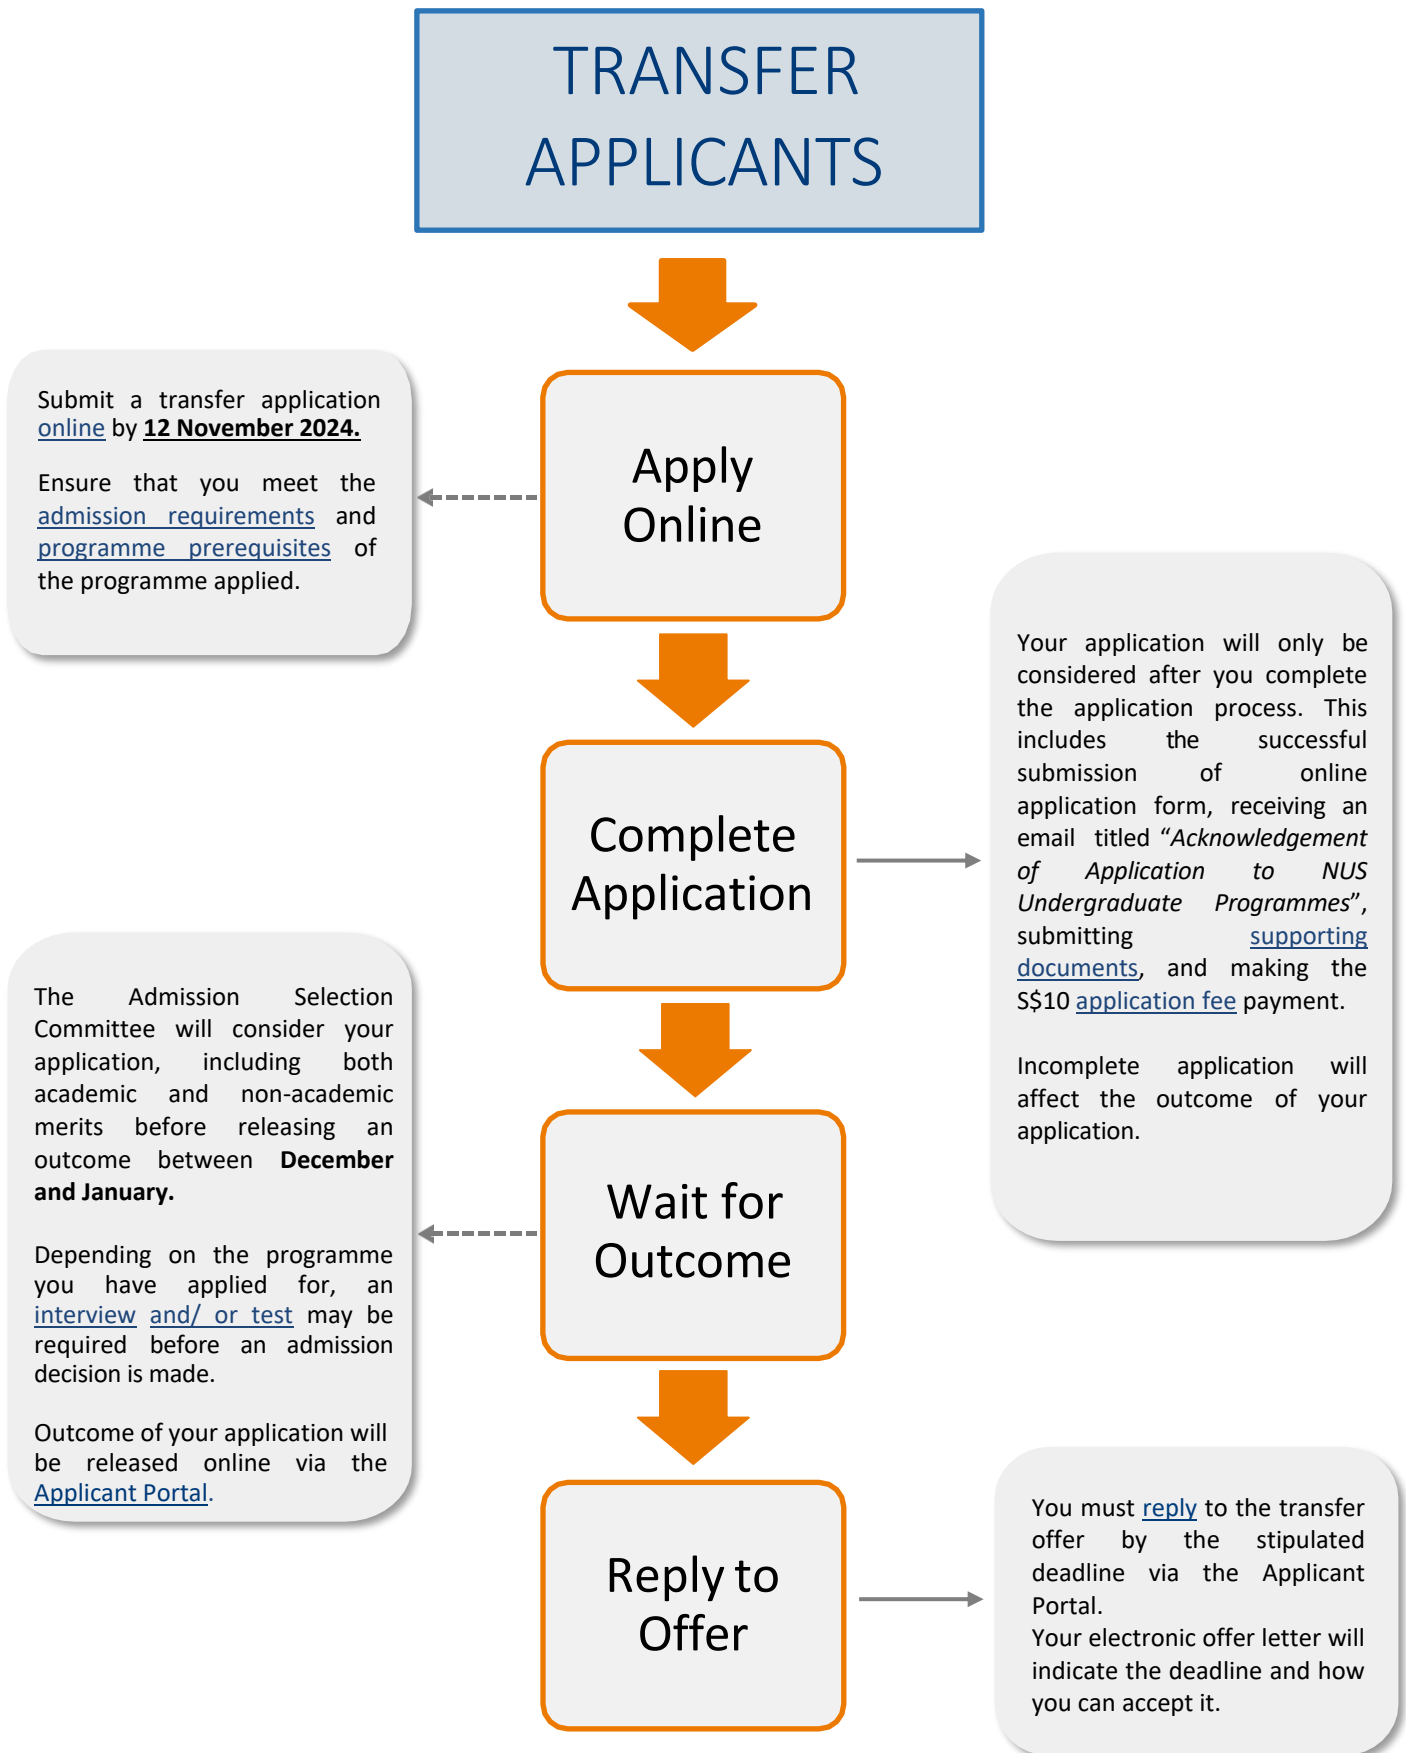 TRANSFER
APPLICANTS
Apply
Online
Submit a transfer application
online by 12 November 2024.
Ensure that you meet the
admission requirements and
programme prerequisites of
the programme applied.
Complete
Application
Your application will only be
considered after you complete
the application process. This
includes the successful
submission of online
application form, receiving an
email titled “Acknowledgement
of Application to NUS
Undergraduate Programmes”,
submitting supporting
documents, and making the
S$10 application fee payment.
Incomplete application will
affect the outcome of your
application.
Wait for
Outcome
The Admission Selection
Committee will consider your
application, including both
academic and non-academic
merits before releasing an
outcome between December
and January.
Depending on the programme
you have applied for, an
interview and/ or test may be
required before an admission
decision is made.
Outcome of your application will
be released online via the
Applicant Portal.
Reply to
Offer
You must reply to the transfer
offer by the stipulated
deadline via the Applicant
Portal.
Your electronic offer letter will
indicate the deadline and how
you can accept it.